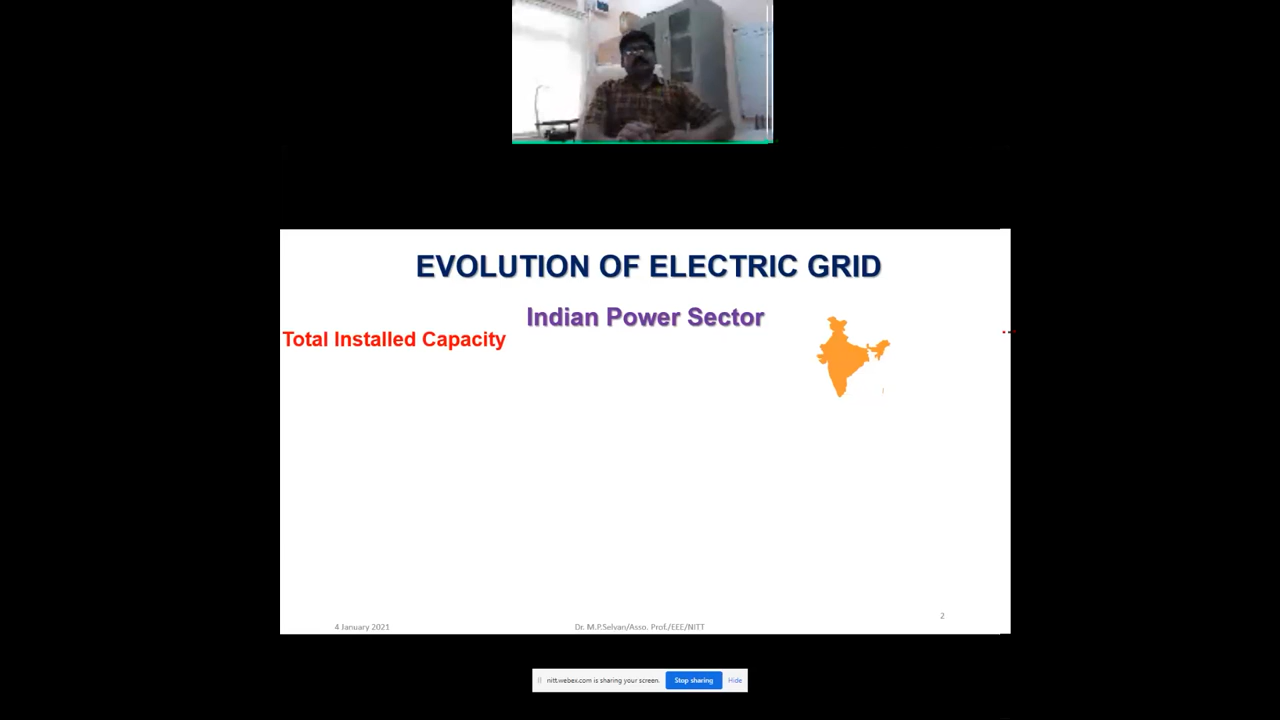 EVOLUTION OF ELECTRIC GRID
Indian Power Sector
Total Installed Capacity
2
4 January 2021
Dr. M.P.Selvan/Asso. Prof./EEE/NITT
nitt.webex.com is sharing your screen.
Stop sharing
Hide